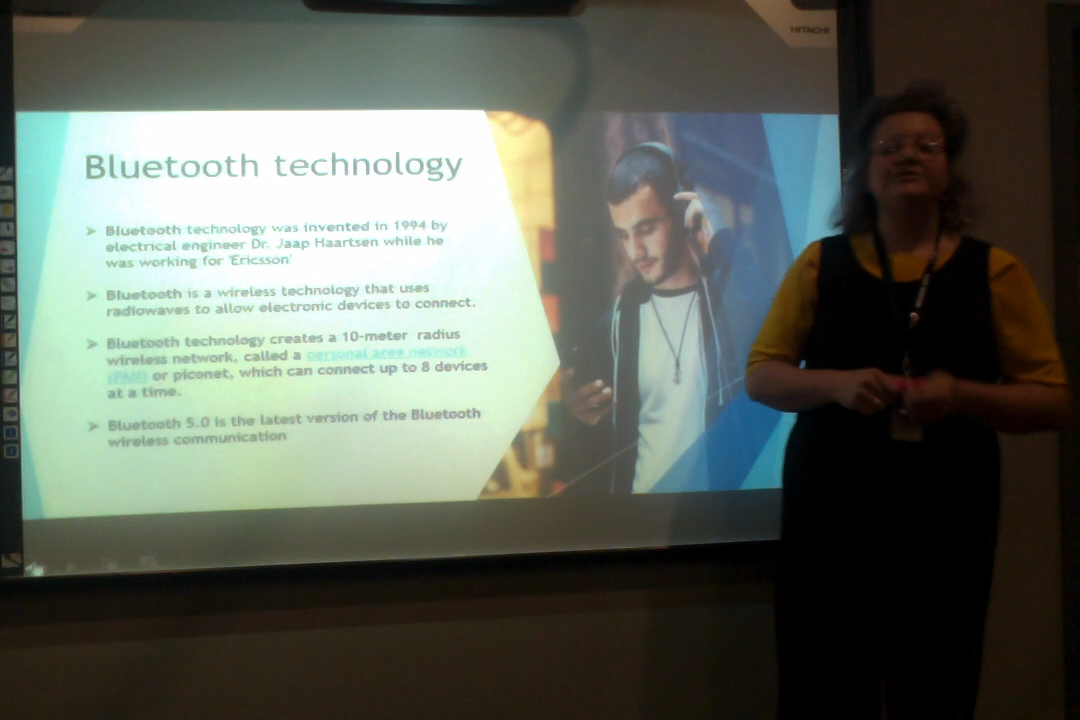 HITACHI
Bluetooth technology
➤ Bluetooth technology was invented in 1994 by
electrical engineer Dr. Jaap Haartsen while he
was working for 'Ericsson'
➤ Bluetooth is a wireless technology that uses
radiowaves to allow electronic devices to connect.
➤ Bluetooth technology creates a 10-meter radius
wireless network, called a personal area network
(PAN) or piconet, which can connect up to 8 devices
at a time.
➤ Bluetooth 5.0 is the latest version of the Bluetooth
wireless communication